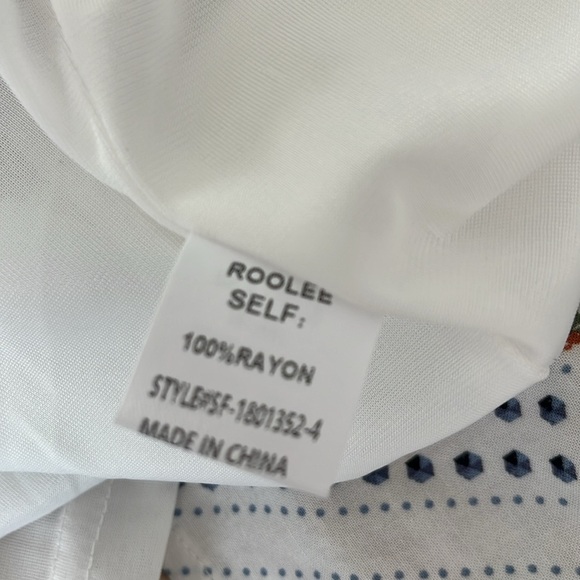 ROOLEE
SELF:
100%RAYON
STYLE#SF-1801352-4
MADE IN CHINA